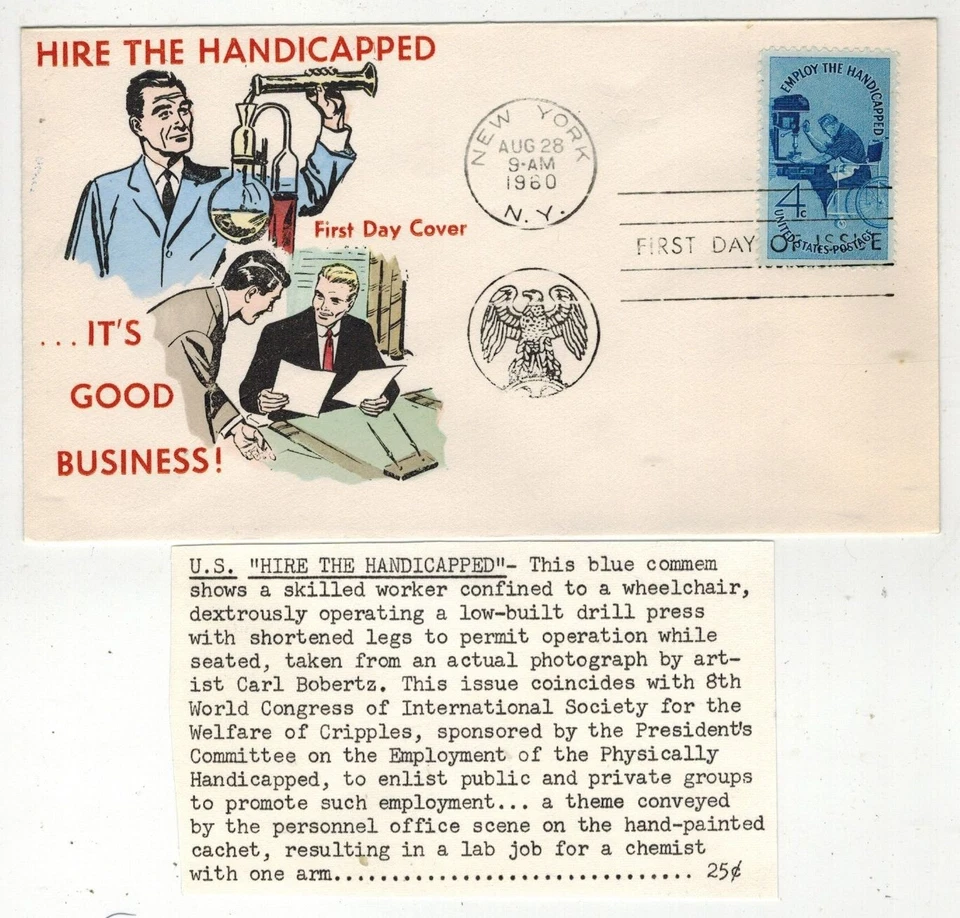 HIRE THE HANDICAPPED
First Day Cover
...IT'S
GOOD
BUSINESS!
NEW YORK
AUG 28
9-AM
1960
N.Y.
EMPLOY THE HANDICAPPED
4c
UNITED STATES POSTAGE
FIRST DAY OF ISSUE
U.S. "HIRE THE HANDICAPPED"- This blue commem
shows a skilled worker confined to a wheelchair,
dextrously operating a low-built drill press
with shortened legs to permit operation while
seated, taken from an actual photograph by art-
ist Carl Bobertz. This issue coincides with 8th
World Congress of International Society for the
Welfare of Cripples, sponsored by the President's
Committee on the Employment of the Physically
Handicapped, to enlist public and private groups
to promote such employment... a theme conveyed
by the personnel office scene on the hand-painted
cachet, resulting in a lab job for a chemist
with one arm............................... 25¢